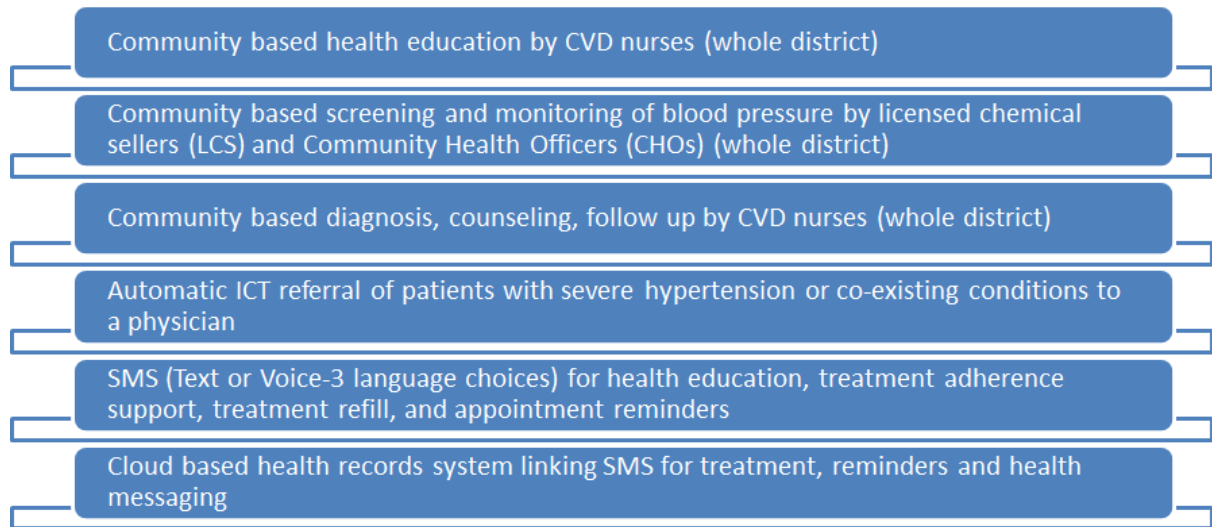 Community based health education by CVD nurses (whole district)
Community based screening and monitoring of blood pressure by licensed chemical
sellers (LCS) and Community Health Officers (CHOs) (whole district)
Community based diagnosis, counseling, follow up by CVD nurses (whole district)
Automatic ICT referral of patients with severe hypertension or co-existing conditions to
a physician
SMS (Text or Voice-3 language choices) for health education, treatment adherence
support, treatment refill, and appointment reminders
Cloud based health records system linking SMS for treatment, reminders and health
messaging